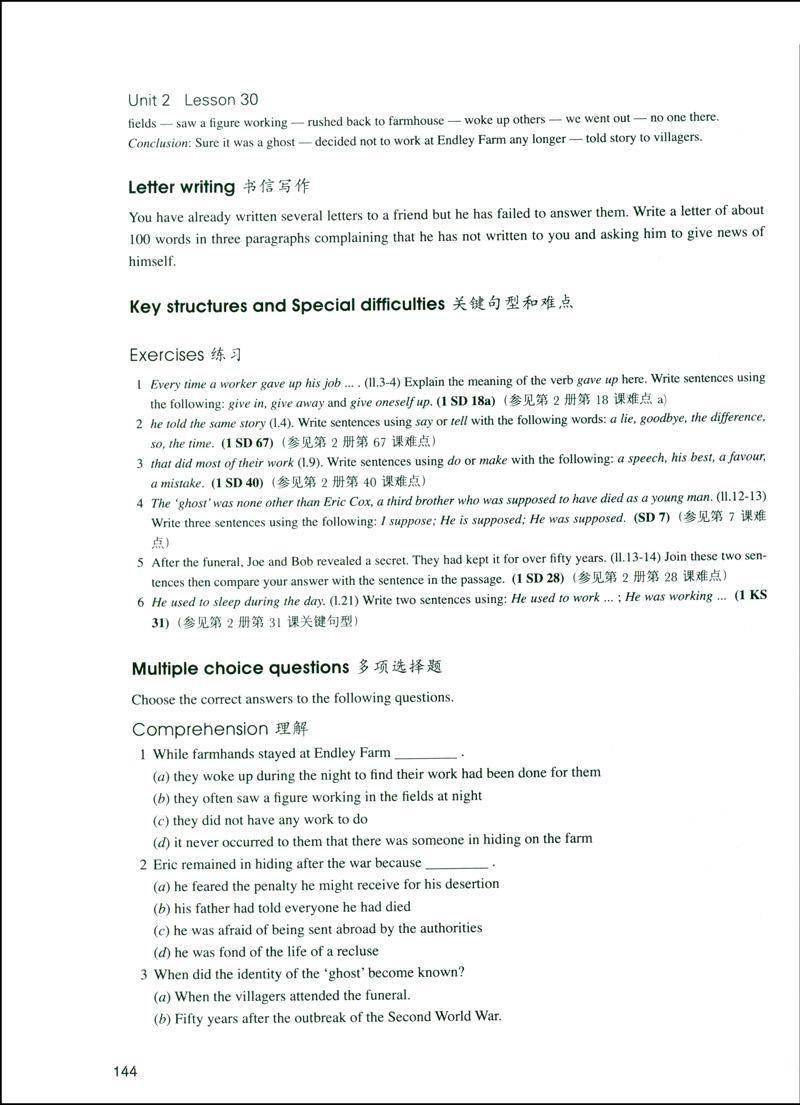 Unit 2 Lesson 30
fields — saw a figure working — rushed back to farmhouse — woke up others — we went out — no one there.
Conclusion: Sure it was a ghost — decided not to work at Endley Farm any longer — told story to villagers.
Letter writing 书信写作
You have already written several letters to a friend but he has failed to answer them. Write a letter of about
100 words in three paragraphs complaining that he has not written to you and asking him to give news of
himself.
Key structures and Special difficulties 关键句型和难点
Exercises 练习
1 Every time a worker gave up his job ... . (ll.3-4) Explain the meaning of the verb gave up here. Write sentences using
the following: give in, give away and give oneself up. (1 SD 18a) (参见第 2 册第 18 课难点 a)
2 he told the same story (l.4). Write sentences using say or tell with the following words: a lie, goodbye, the difference,
so, the time. (1 SD 67) (参见第 2 册第 67 课难点)
3 that did most of their work (l.9). Write sentences using do or make with the following: a speech, his best, a favour,
a mistake. (1 SD 40) (参见第 2 册第 40 课难点)
4 The ‘ghost’ was none other than Eric Cox, a third brother who was supposed to have died as a young man. (ll.12-13)
Write three sentences using the following: I suppose; He is supposed; He was supposed. (SD 7) (参见第 7 课难
点)
5 After the funeral, Joe and Bob revealed a secret. They had kept it for over fifty years. (ll.13-14) Join these two sen-
tences then compare your answer with the sentence in the passage. (1 SD 28) (参见第 2 册第 28 课难点)
6 He used to sleep during the day. (l.21) Write two sentences using: He used to work ... ; He was working ... (1 KS
31) (参见第 2 册第 31 课关键句型)
Multiple choice questions 多项选择题
Choose the correct answers to the following questions.
Comprehension 理解
1 While farmhands stayed at Endley Farm ________ .
(a) they woke up during the night to find their work had been done for them
(b) they often saw a figure working in the fields at night
(c) they did not have any work to do
(d) it never occurred to them that there was someone in hiding on the farm
2 Eric remained in hiding after the war because ________ .
(a) he feared the penalty he might receive for his desertion
(b) his father had told everyone he had died
(c) he was afraid of being sent abroad by the authorities
(d) he was fond of the life of a recluse
3 When did the identity of the ‘ghost’ become known?
(a) When the villagers attended the funeral.
(b) Fifty years after the outbreak of the Second World War.
144